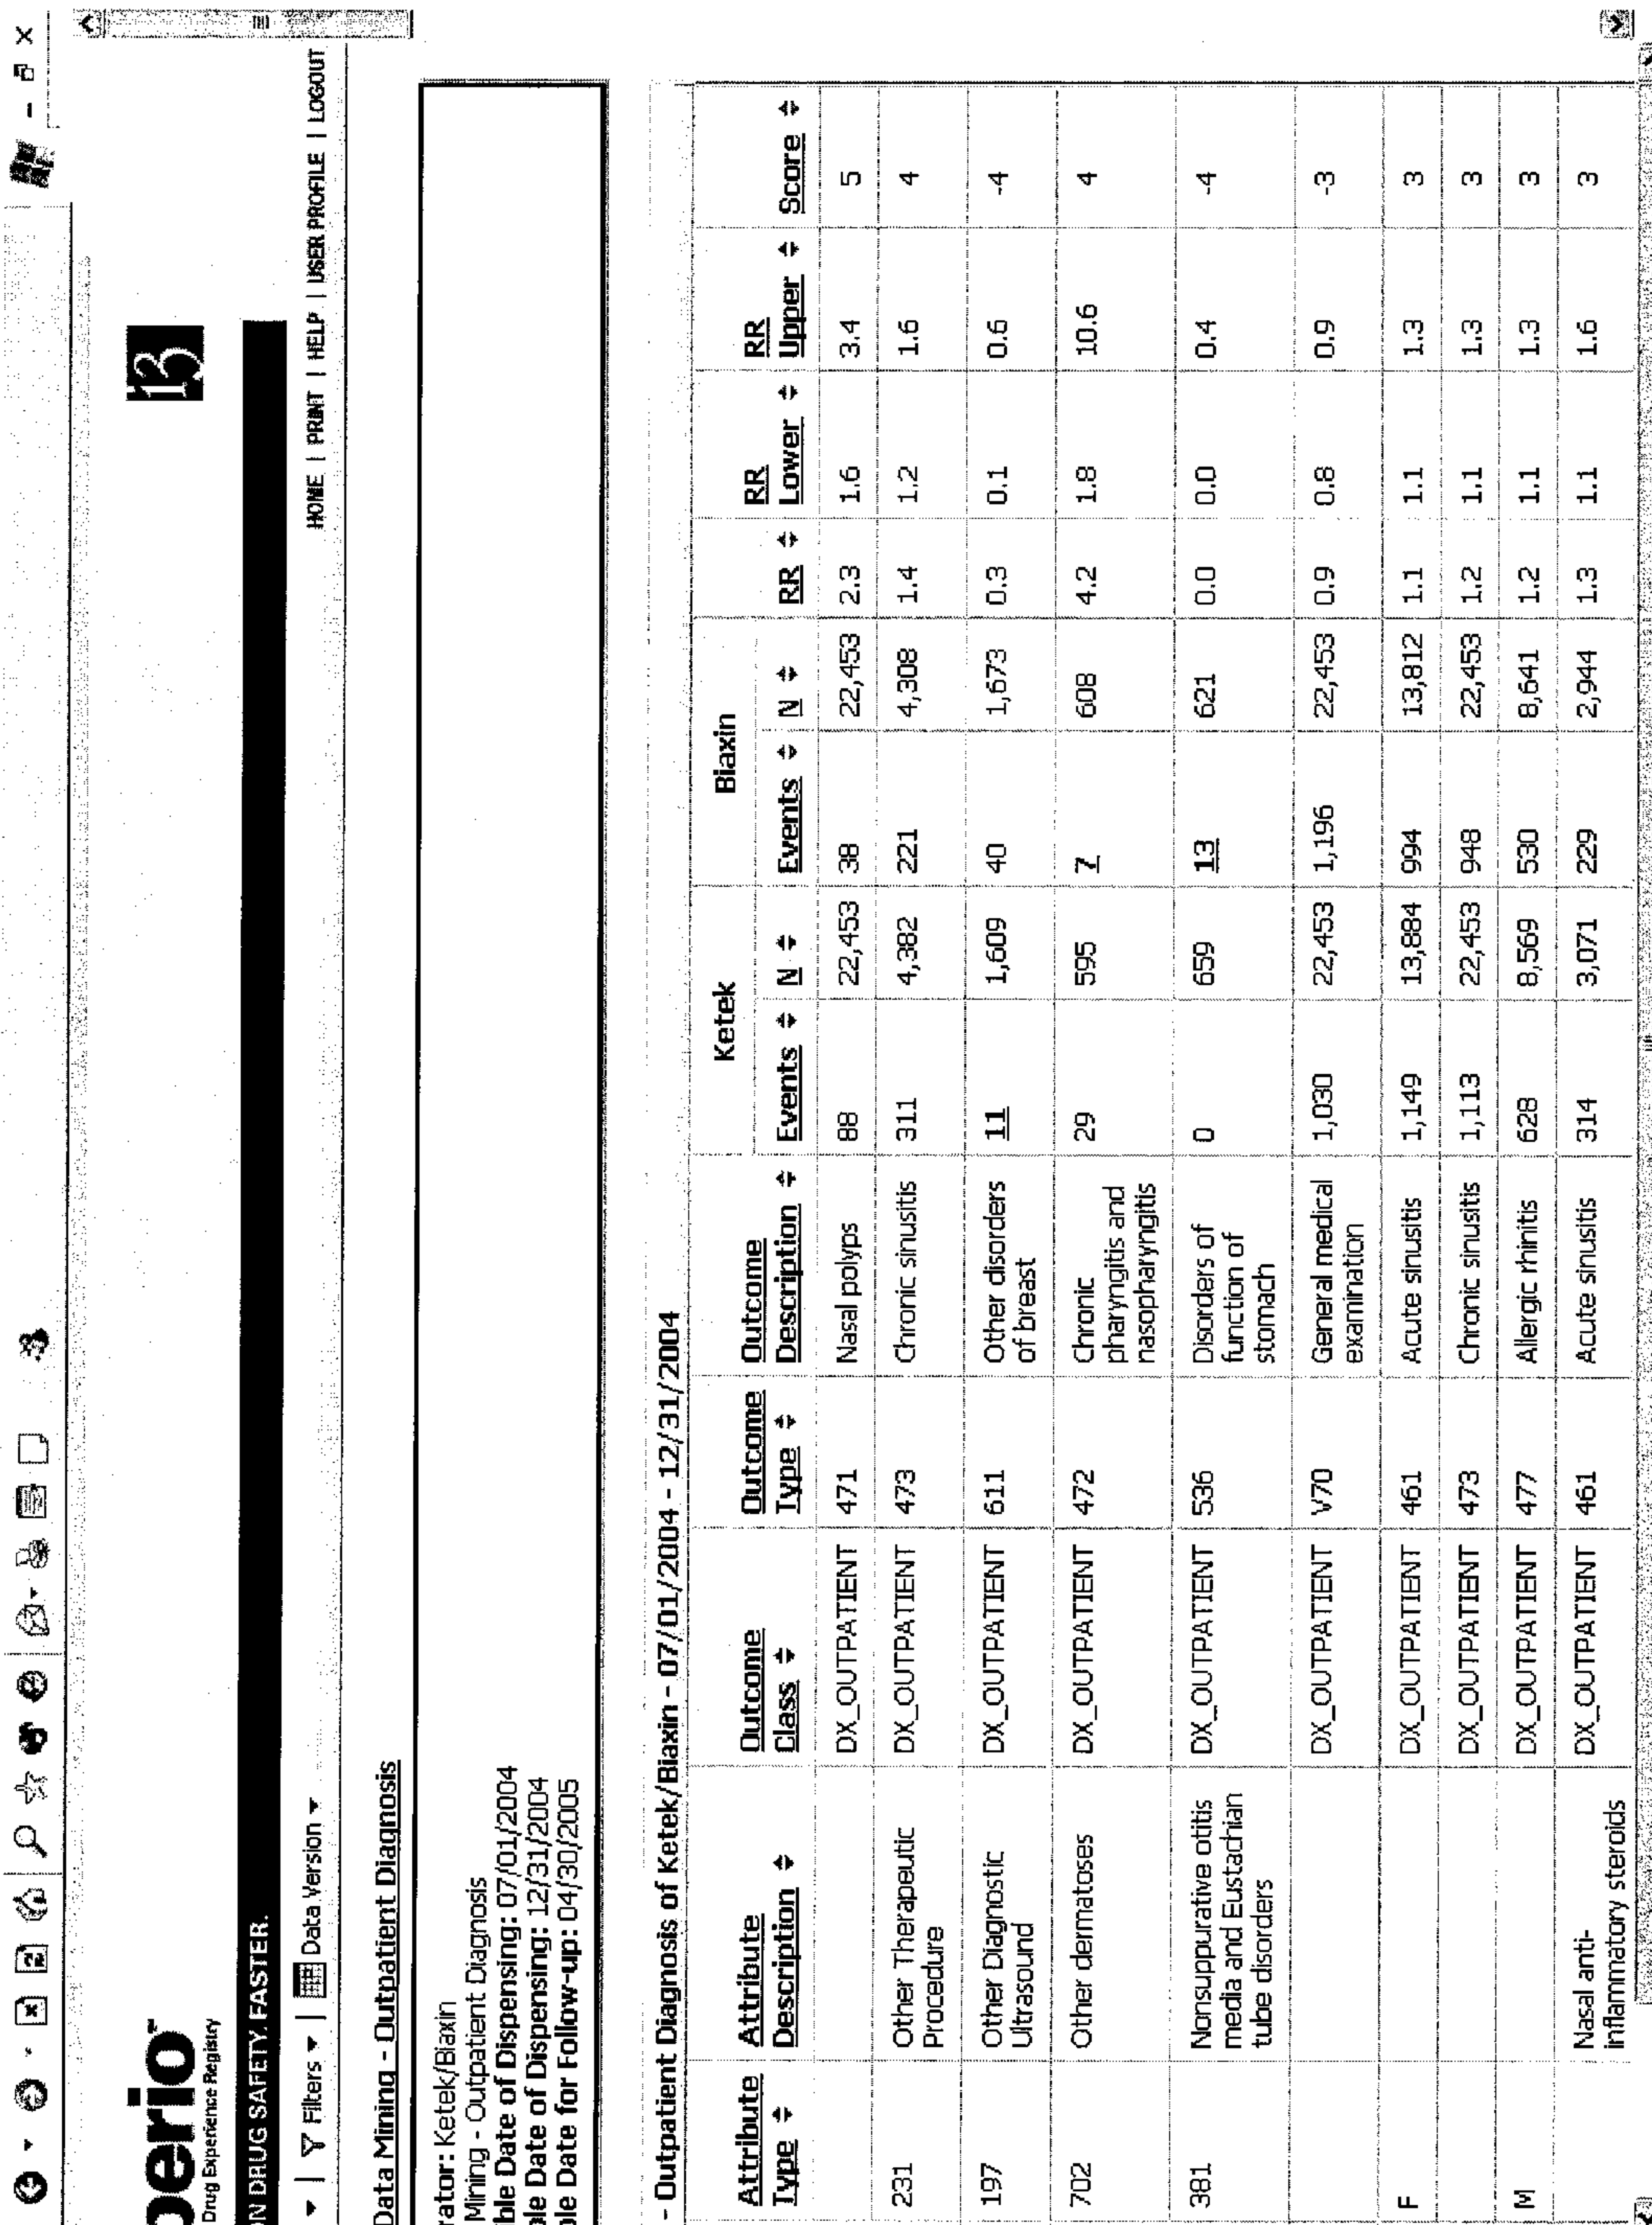 13
perio™
Drug Experience Registry
ON DRUG SAFETY. FASTER.
Filters | Data Version HOME | PRINT | HELP | USER PROFILE | LOGOUT
Data Mining - Outpatient Diagnosis
rator: Ketek/Biaxin
Mining - Outpatient Diagnosis
ble Date of Dispensing: 07/01/2004
le Date of Dispensing: 12/31/2004
le Date for Follow-up: 04/30/2005
- Outpatient Diagnosis of Ketek/Biaxin - 07/01/2004 - 12/31/2004
Ketek Biaxin
Attribute Attribute Outcome Outcome Outcome RR RR
Type Description Class Type Description Events N Events N RR Lower Upper Score
DX_OUTPATIENT 471 Nasal polyps 88 22,453 38 22,453 2.3 1.6 3.4 5
231 Other Therapeutic DX_OUTPATIENT 473 Chronic sinusitis 311 4,382 221 4,308 1.4 1.2 1.6 4
Procedure
197 Other Diagnostic DX_OUTPATIENT 611 Other disorders 11 1,609 40 1,673 0.3 0.1 0.6 -4
Ultrasound of breast
702 Other dermatoses DX_OUTPATIENT 472 Chronic 29 595 7 608 4.2 1.8 10.6 4
pharyngitis and
nasopharyngitis
381 Nonsuppurative otitis DX_OUTPATIENT 536 Disorders of 0 659 13 621 0.0 0.0 0.4 -4
media and Eustachian function of
tube disorders stomach
DX_OUTPATIENT V70 General medical 1,030 22,453 1,196 22,453 0.9 0.8 0.9 -3
examination
F DX_OUTPATIENT 461 Acute sinusitis 1,149 13,884 994 13,812 1.1 1.1 1.3 3
DX_OUTPATIENT 473 Chronic sinusitis 1,113 22,453 948 22,453 1.2 1.1 1.3 3
M DX_OUTPATIENT 477 Allergic rhinitis 628 8,569 530 8,641 1.2 1.1 1.3 3
Nasal anti- DX_OUTPATIENT 461 Acute sinusitis 314 3,071 229 2,944 1.3 1.1 1.6 3
inflammatory steroids